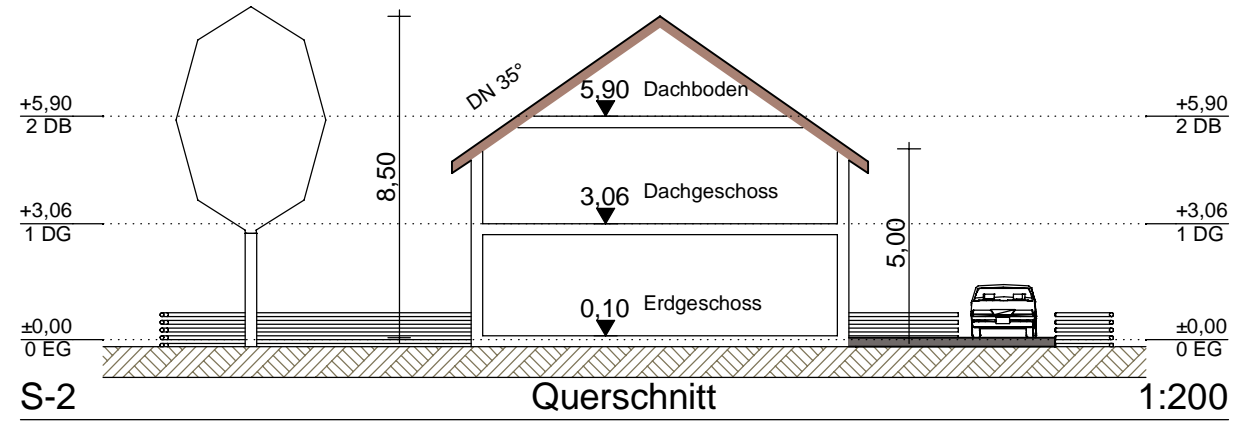 +5,90
2 DB
DN 35°
5,90 Dachboden
+5,90
2 DB
8,50
+3,06
1 DG
3,06 Dachgeschoss
5,00
+3,06
1 DG
±0,00
0 EG
0,10 Erdgeschoss
±0,00
0 EG
S-2 Querschnitt 1:200